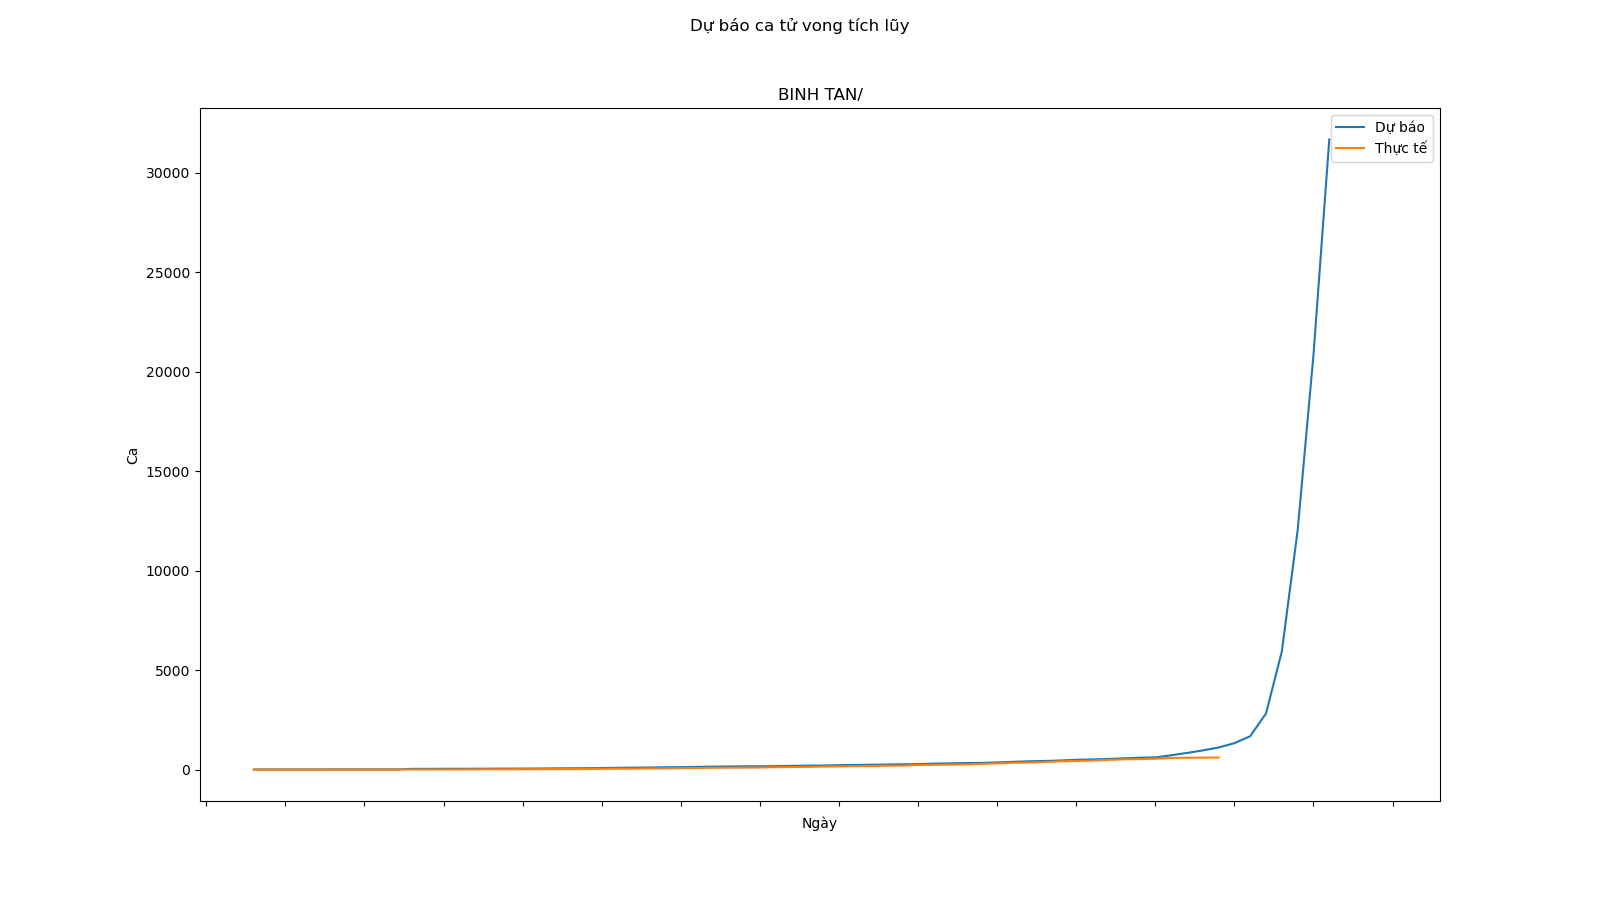 Dự báo ca tử vong tích lũy
BINH TAN/
Dự báo
Thực tế
30000
25000
20000
15000
10000
5000
0
Ca
Ngày